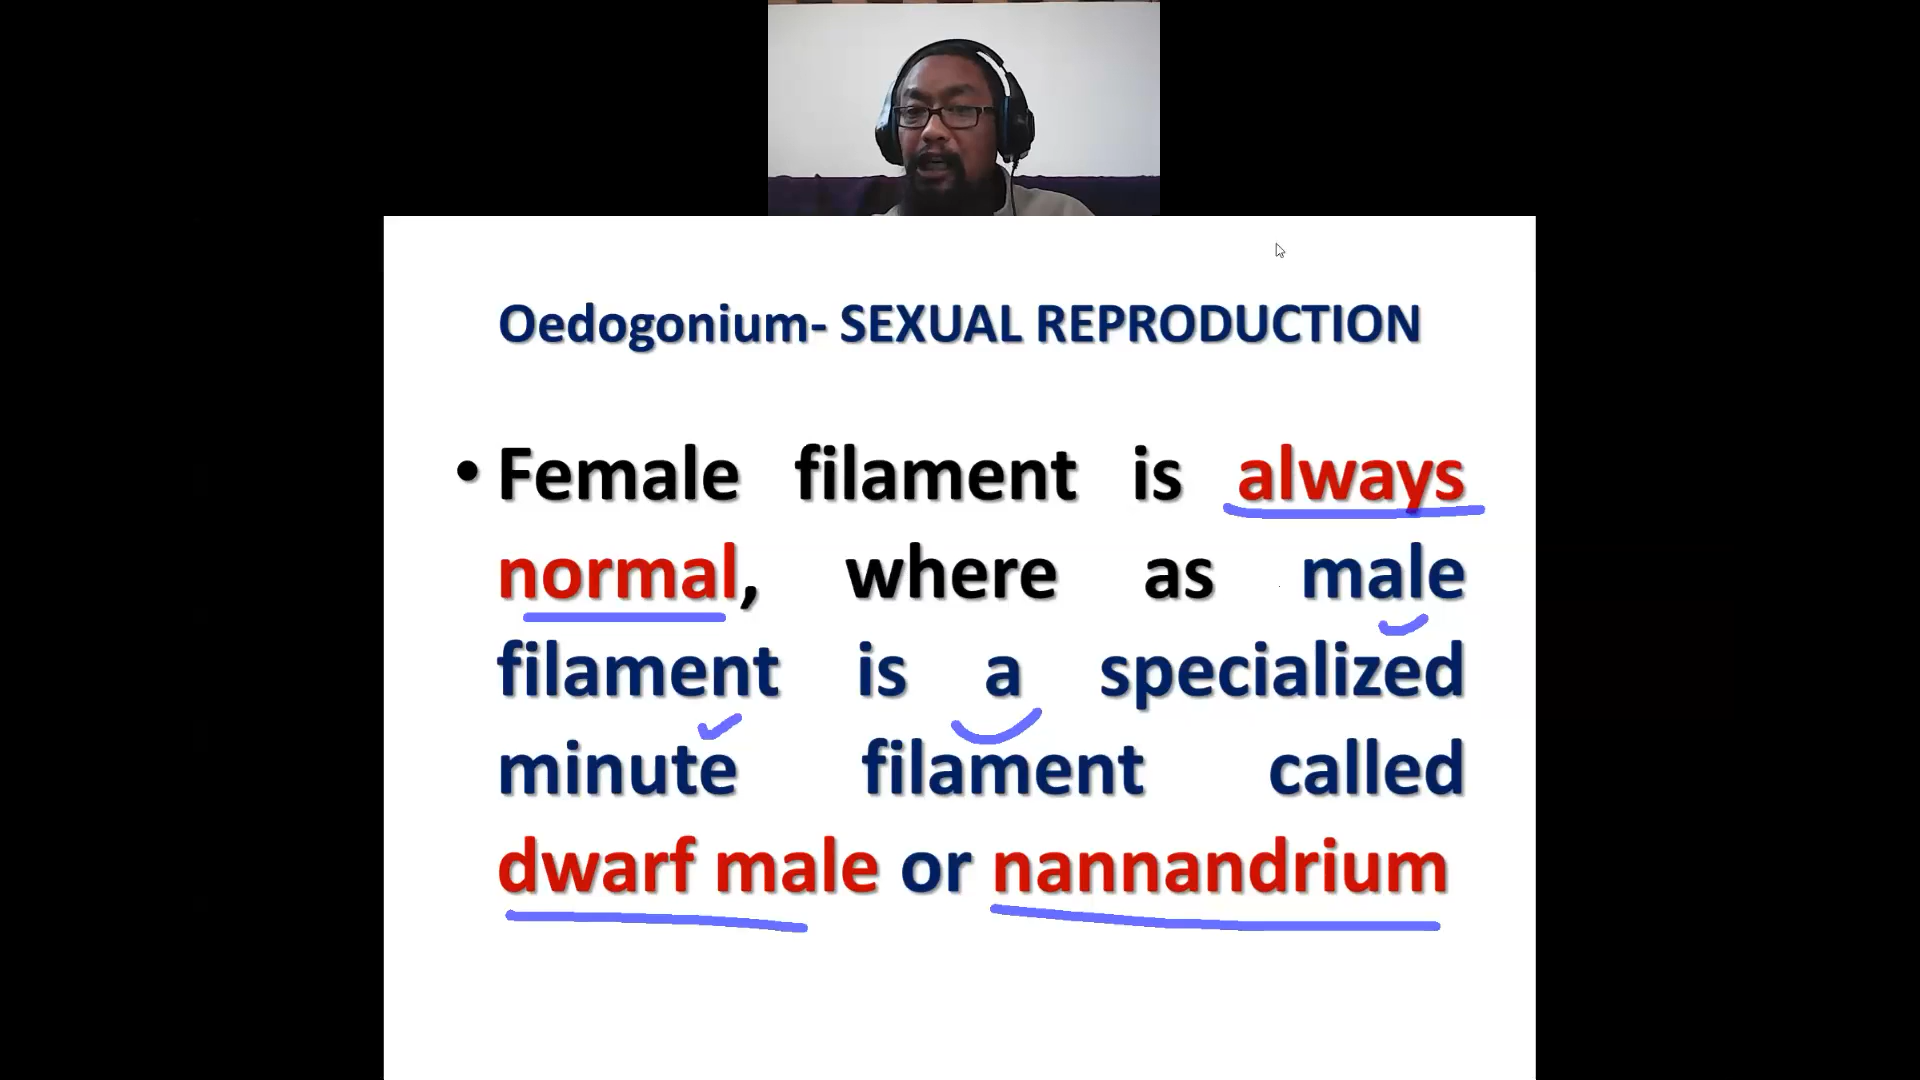 Oedogonium- SEXUAL REPRODUCTION
• Female filament is always
normal, where as male
filament is a specialized
minute filament called
dwarf male or nannandrium